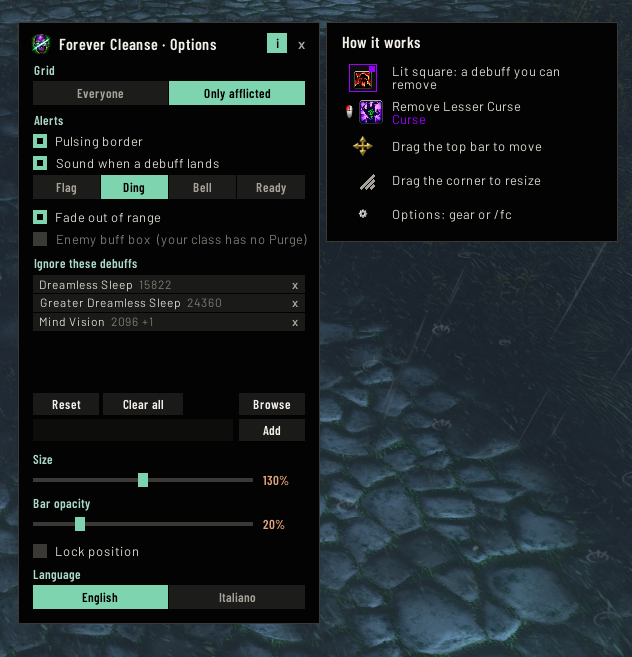 Forever Cleanse · Options
i
x
Grid
Everyone
Only afflicted
Alerts
Pulsing border
Sound when a debuff lands
Flag
Ding
Bell
Ready
Fade out of range
Enemy buff box (your class has no Purge)
Ignore these debuffs
Dreamless Sleep 15822 x
Greater Dreamless Sleep 24360
Mind Vision 2096 +1 x
Reset
Clear all
Browse
Add
Size
130%
Bar opacity
20%
Lock position
Language
English
Italiano
How it works
Lit square: a debuff you can
remove
Remove Lesser Curse
Curse
Drag the top bar to move
Drag the corner to resize
Options: gear or /fc